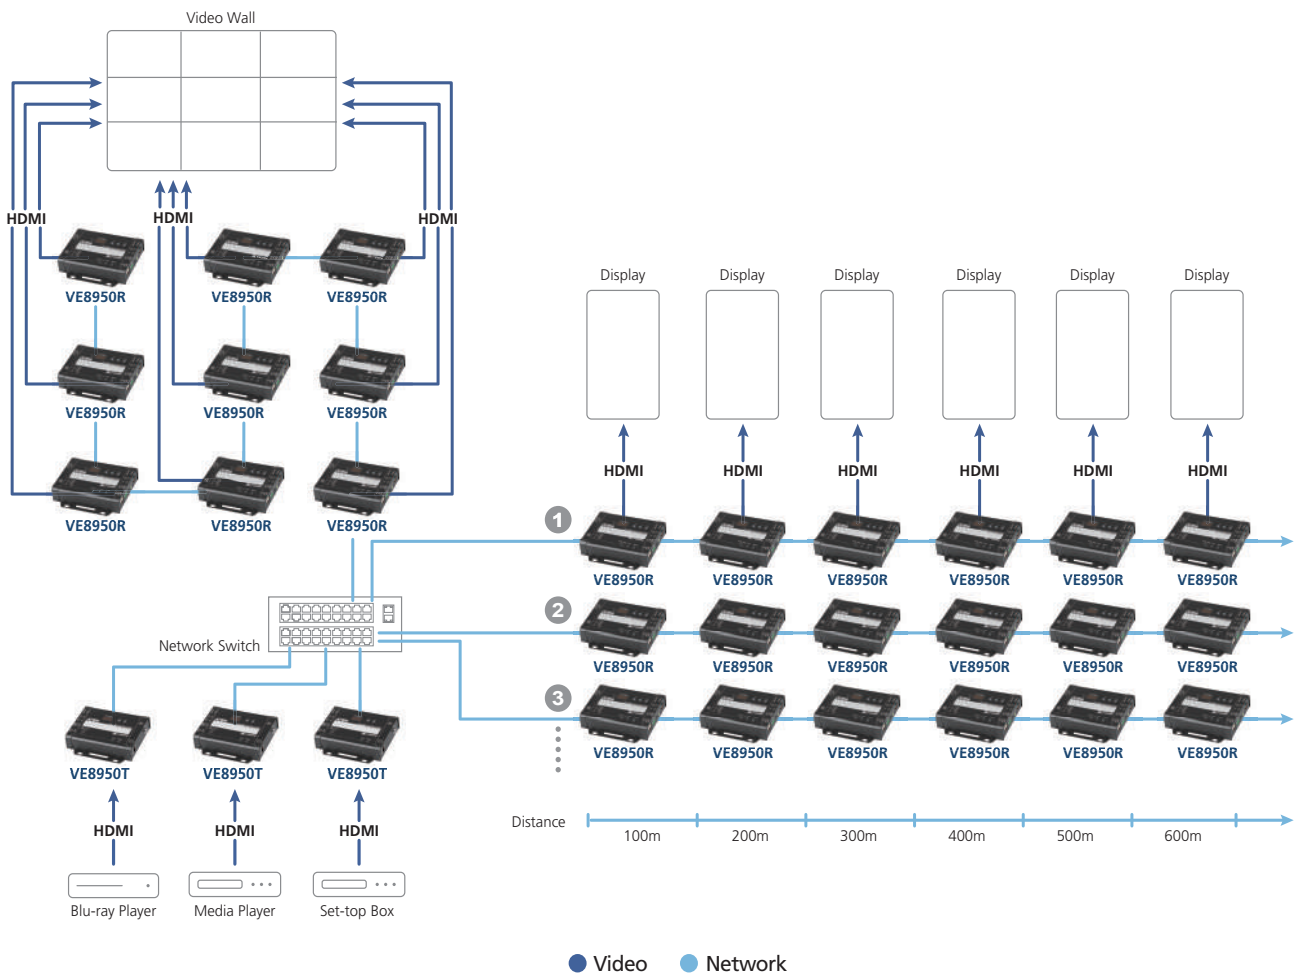 Video Wall
HDMI HDMI HDMI
VE8950R VE8950R VE8950R
VE8950R VE8950R VE8950R
VE8950R VE8950R VE8950R
Network Switch
VE8950T VE8950T VE8950T
HDMI HDMI HDMI
Blu-ray Player Media Player Set-top Box
Display Display Display Display Display Display
HDMI HDMI HDMI HDMI HDMI HDMI
1
VE8950R VE8950R VE8950R VE8950R VE8950R VE8950R
2
VE8950R VE8950R VE8950R VE8950R VE8950R VE8950R
3
VE8950R VE8950R VE8950R VE8950R VE8950R VE8950R
Distance
100m 200m 300m 400m 500m 600m
Video Network